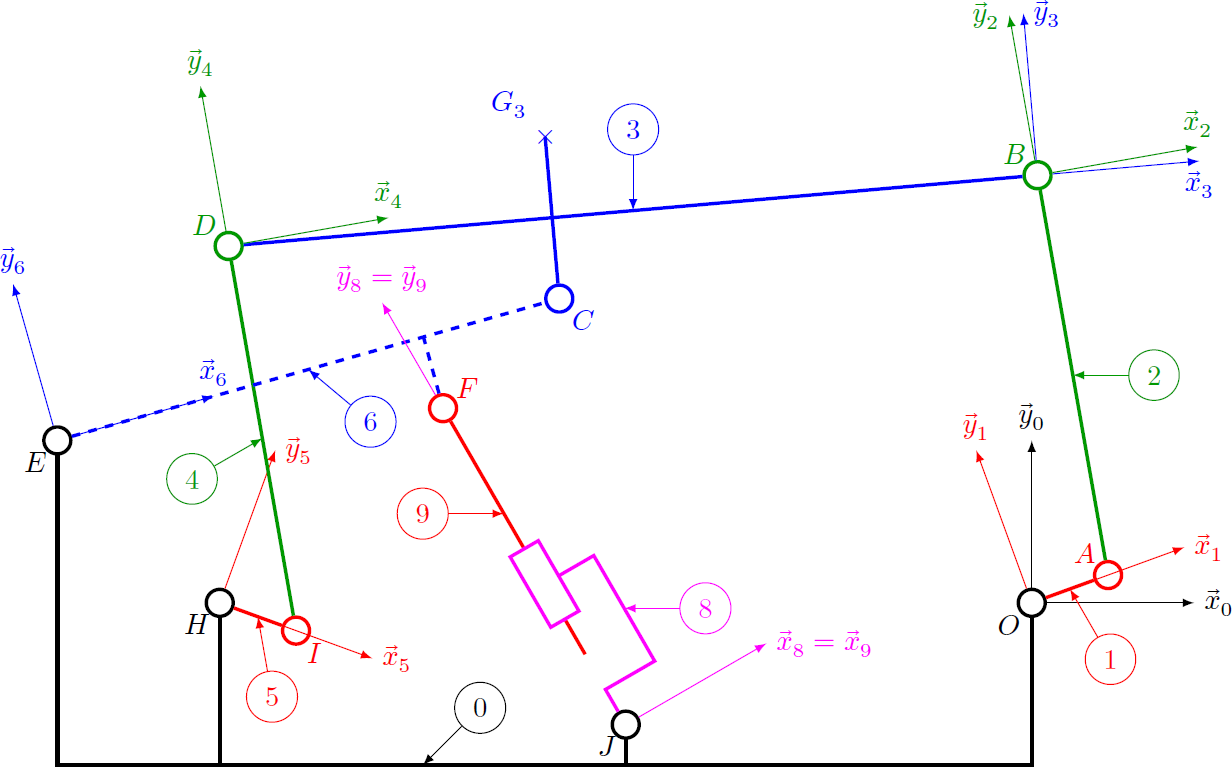 $\vec{y}_2$
$\vec{y}_3$
$\vec{y}_4$
$G_3$
3
$\vec{x}_2$
B
$\vec{x}_3$
$\vec{x}_4$
D
$\vec{y}_6$
$\vec{y}_8 = \vec{y}_9$
C
$\vec{x}_6$
2
F
6
$\vec{y}_0$
$\vec{y}_1$
$\vec{y}_5$
E
4
9
A
$\vec{x}_1$
$\vec{x}_0$
8
H
O
I
$\vec{x}_5$
$\vec{x}_8 = \vec{x}_9$
1
5
0
J